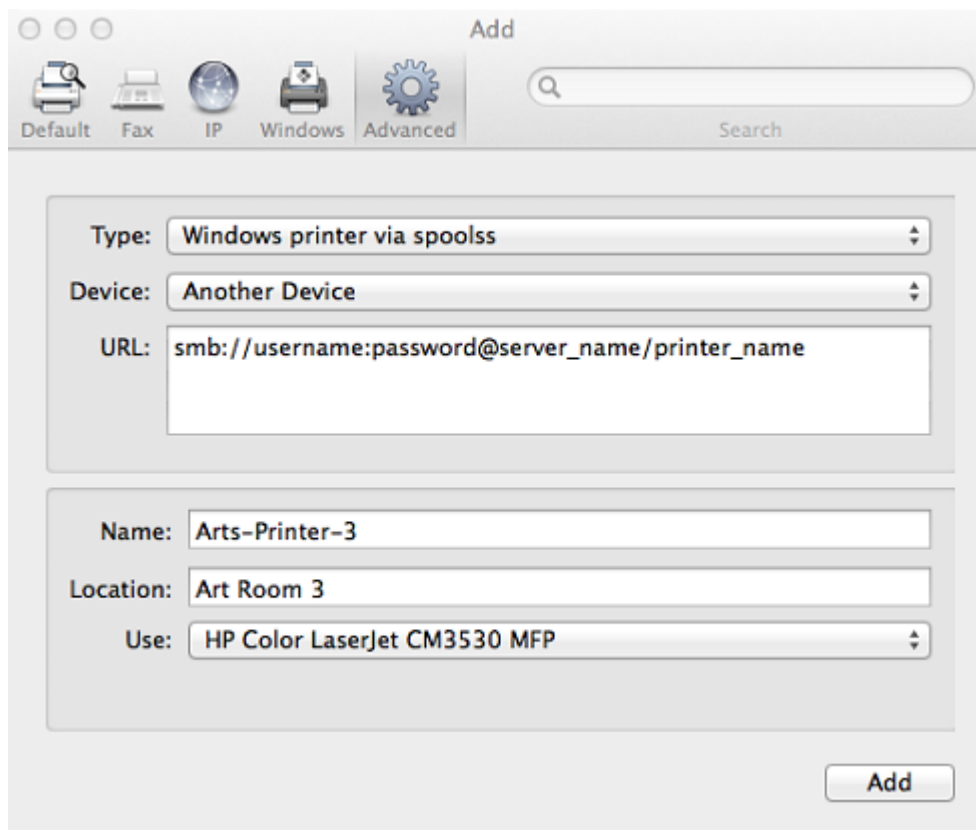 Add
Default Fax IP Windows Advanced Search
Type: Windows printer via spoolss
Device: Another Device
URL: smb://username:password@server_name/printer_name
Name: Arts-Printer-3
Location: Art Room 3
Use: HP Color LaserJet CM3530 MFP
Add